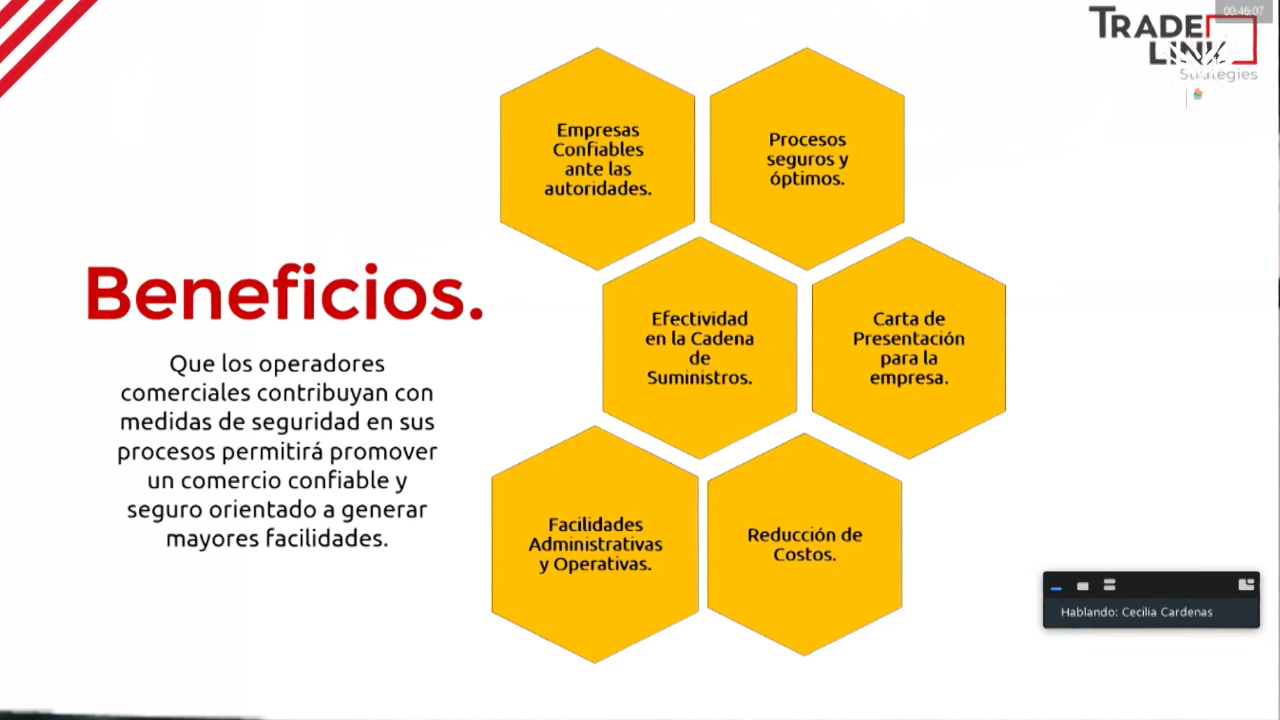 00:46:07
TRADE
LINK
Strategies
Empresas
Confiables
ante las
autoridades.
Procesos
seguros y
óptimos.
Beneficios.
Que los operadores
comerciales contribuyan con
medidas de seguridad en sus
procesos permitirá promover
un comercio confiable y
seguro orientado a generar
mayores facilidades.
Efectividad
en la Cadena
de
Suministros.
Carta de
Presentación
para la
empresa.
Facilidades
Administrativas
y Operativas.
Reducción de
Costos.
Hablando: Cecilia Cardenas